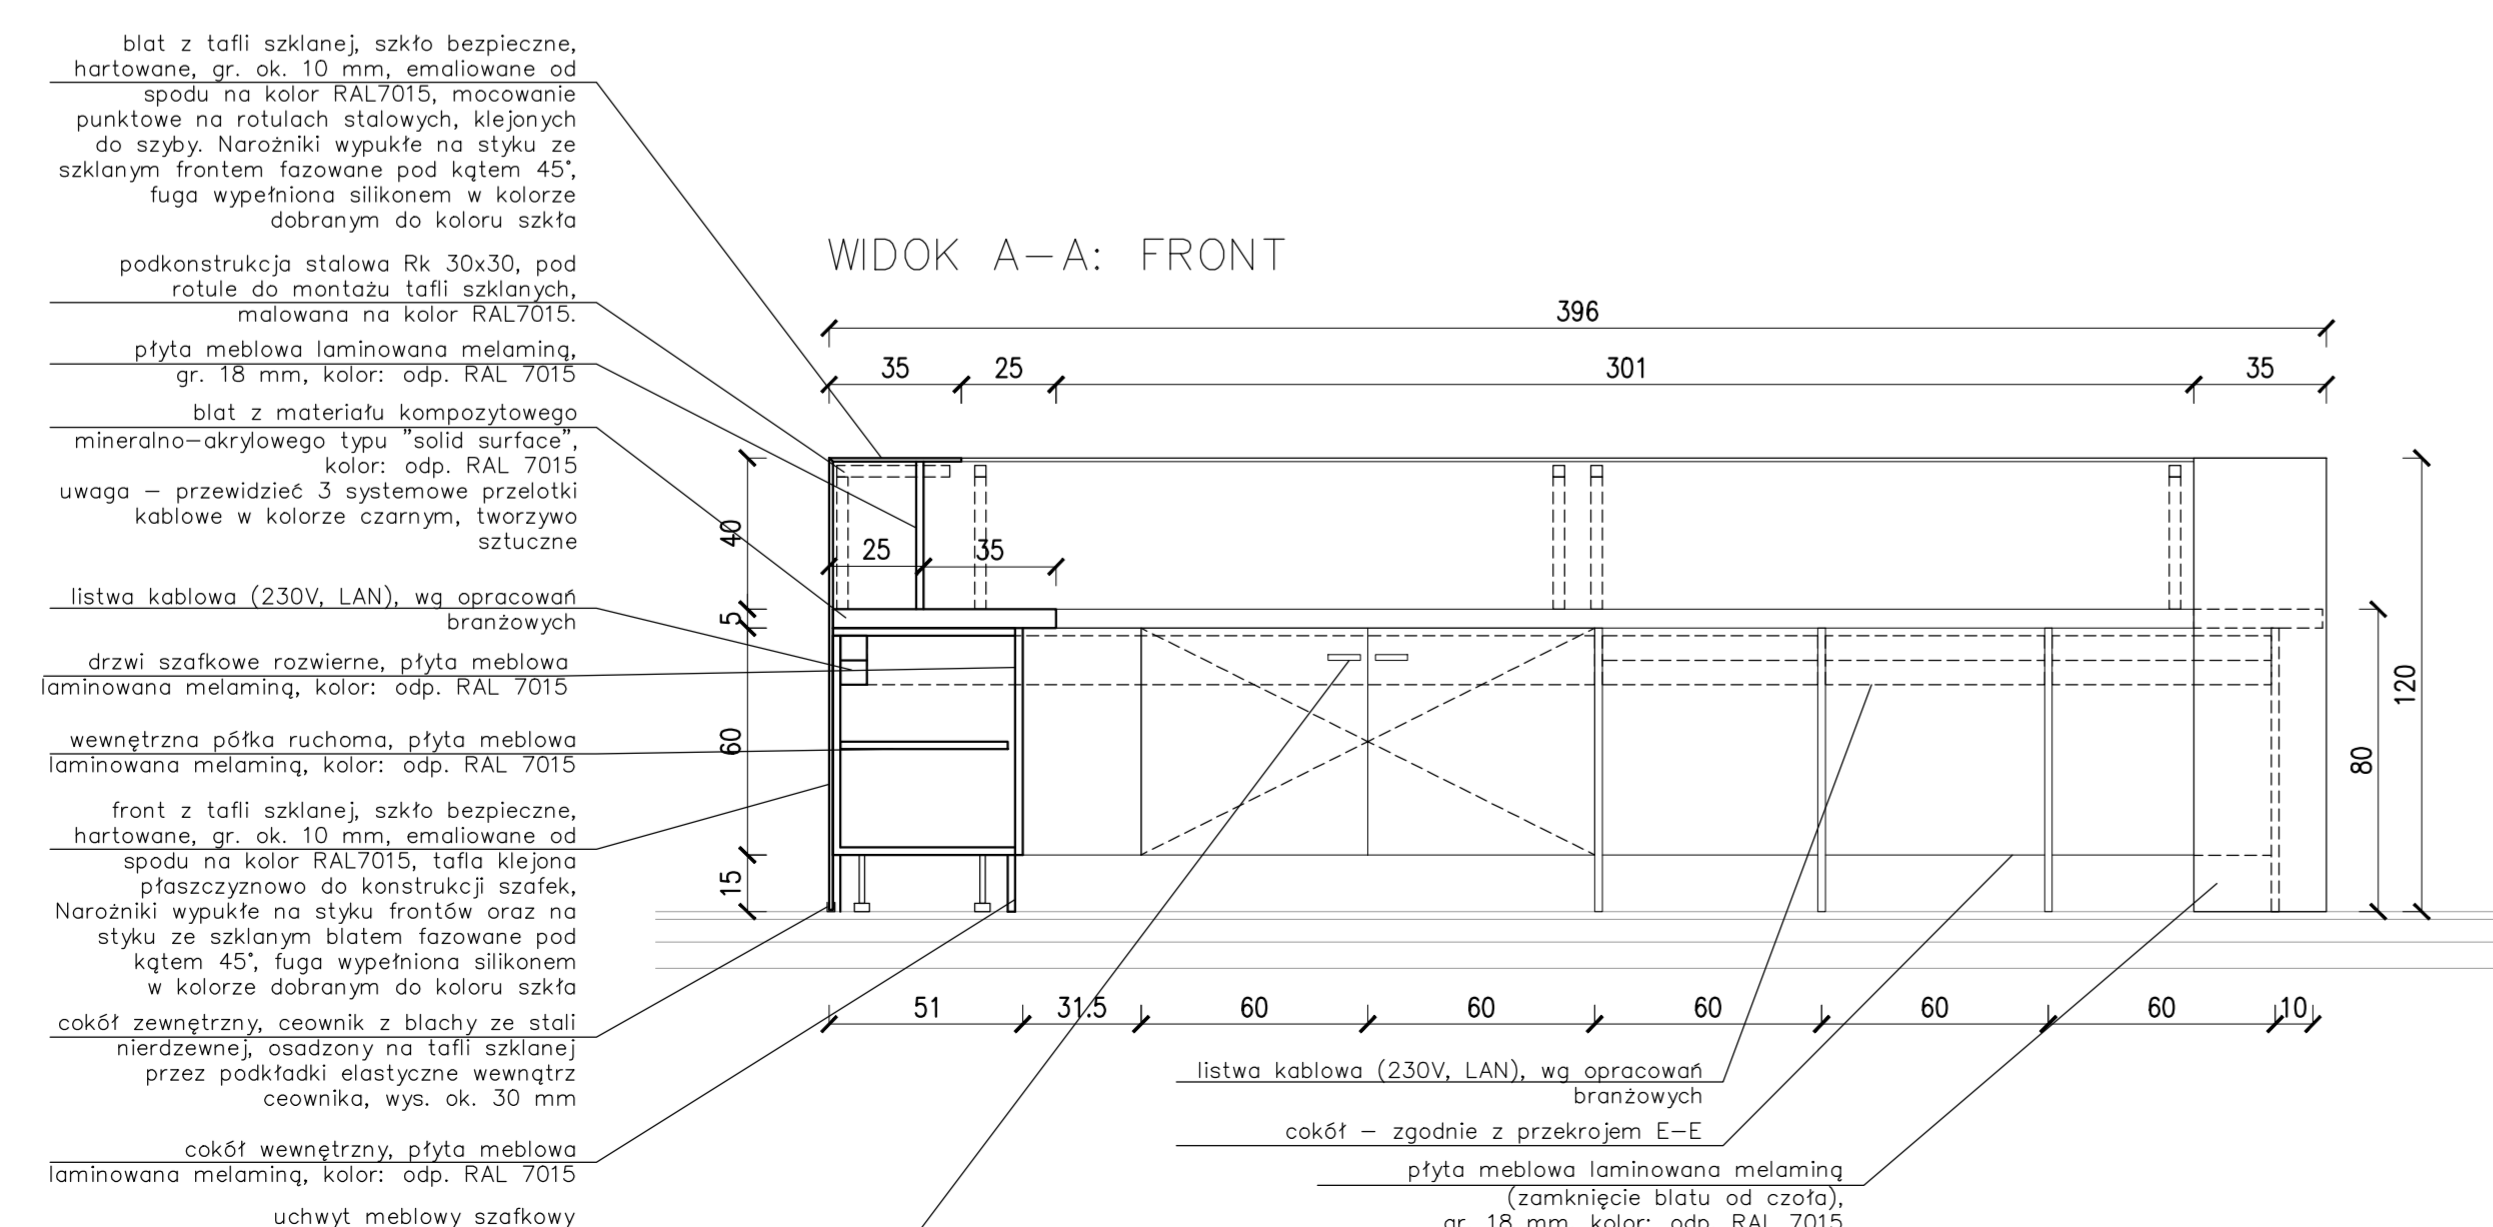 blat z tafli szklanej, szkło bezpieczne,
hartowane, gr. ok. 10 mm, emaliowane od
spodu na kolor RAL7015, mocowanie
punktowe na rotulach stalowych, klejonych
do szyby. Narożniki wypukłe na styku ze
szklanym frontem fazowane pod kątem 45°,
fuga wypełniona silikonem w kolorze
dobranym do koloru szkła
podkonstrukcja stalowa Rk 30x30, pod
rotule do montażu tafli szklanych,
malowana na kolor RAL7015.
płyta meblowa laminowana melaminą,
gr. 18 mm, kolor: odp. RAL 7015
blat z materiału kompozytowego
mineralno-akrylowego typu "solid surface",
kolor: odp. RAL 7015
uwaga – przewidzieć 3 systemowe przelotki
kablowe w kolorze czarnym, tworzywo
sztuczne
listwa kablowa (230V, LAN), wg opracowań
branżowych
drzwi szafkowe rozwierne, płyta meblowa
laminowana melaminą, kolor: odp. RAL 7015
wewnętrzna półka ruchoma, płyta meblowa
laminowana melaminą, kolor: odp. RAL 7015
front z tafli szklanej, szkło bezpieczne,
hartowane, gr. ok. 10 mm, emaliowane od
spodu na kolor RAL7015, tafla klejona
płaszczyznowo do konstrukcji szafek,
Narożniki wypukłe na styku frontów oraz na
styku ze szklanym blatem fazowane pod
kątem 45°, fuga wypełniona silikonem
w kolorze dobranym do koloru szkła
cokół zewnętrzny, ceownik z blachy ze stali
nierdzewnej, osadzony na tafli szklanej
przez podkładki elastyczne wewnątrz
ceownika, wys. ok. 30 mm
cokół wewnętrzny, płyta meblowa
laminowana melaminą, kolor: odp. RAL 7015
uchwyt meblowy szafkowy
WIDOK A–A: FRONT
396
35 25 301 35
40
25 35
5
60
15
80
120
51 31.5 60 60 60 60 60 10
listwa kablowa (230V, LAN), wg opracowań
branżowych
cokół – zgodnie z przekrojem E–E
płyta meblowa laminowana melaminą
(zamknięcie blatu od czoła),
gr. 18 mm, kolor: odp. RAL 7015